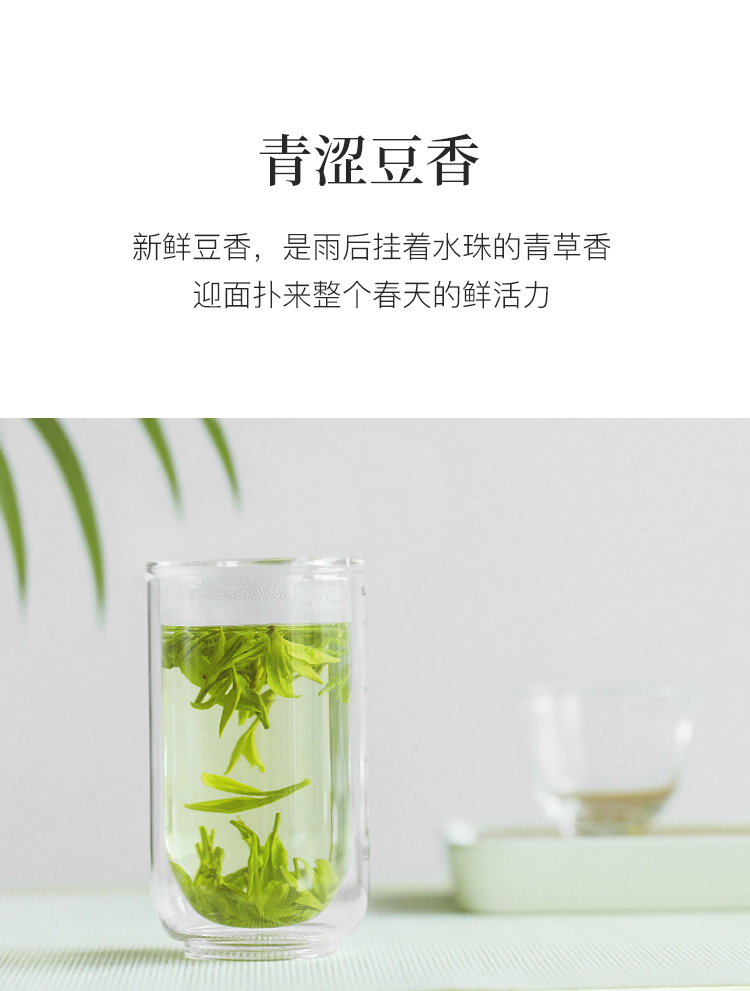 青涩豆香
新鲜豆香，是雨后挂着水珠的青草香
迎面扑来整个春天的鲜活力